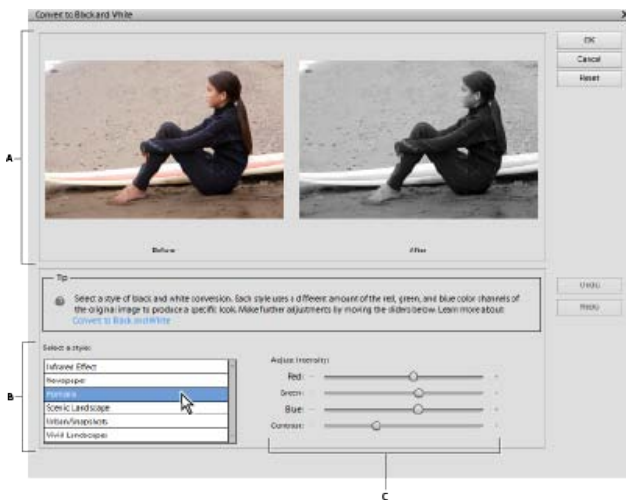 Convert to Black and White
X
OK
Cancel
Reset
A
Before
After
Tip
Select a style of black and white conversion. Each style uses a different amount of the red, green, and blue color channels of
the original image to produce a specific look. Make further adjustments by moving the sliders below. Learn more about
Convert to Black and White
Undo
Redo
Select a style:
Infrared Effect
Newspaper
Portraits
Scenic Landscape
Urban/Snapshots
Vivid Landscapes
B
Adjust Intensity:
Red:
Green:
Blue:
Contrast:
C